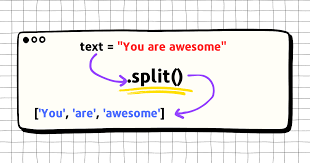 text = "You are awesome"
.split()
['You', 'are', 'awesome']